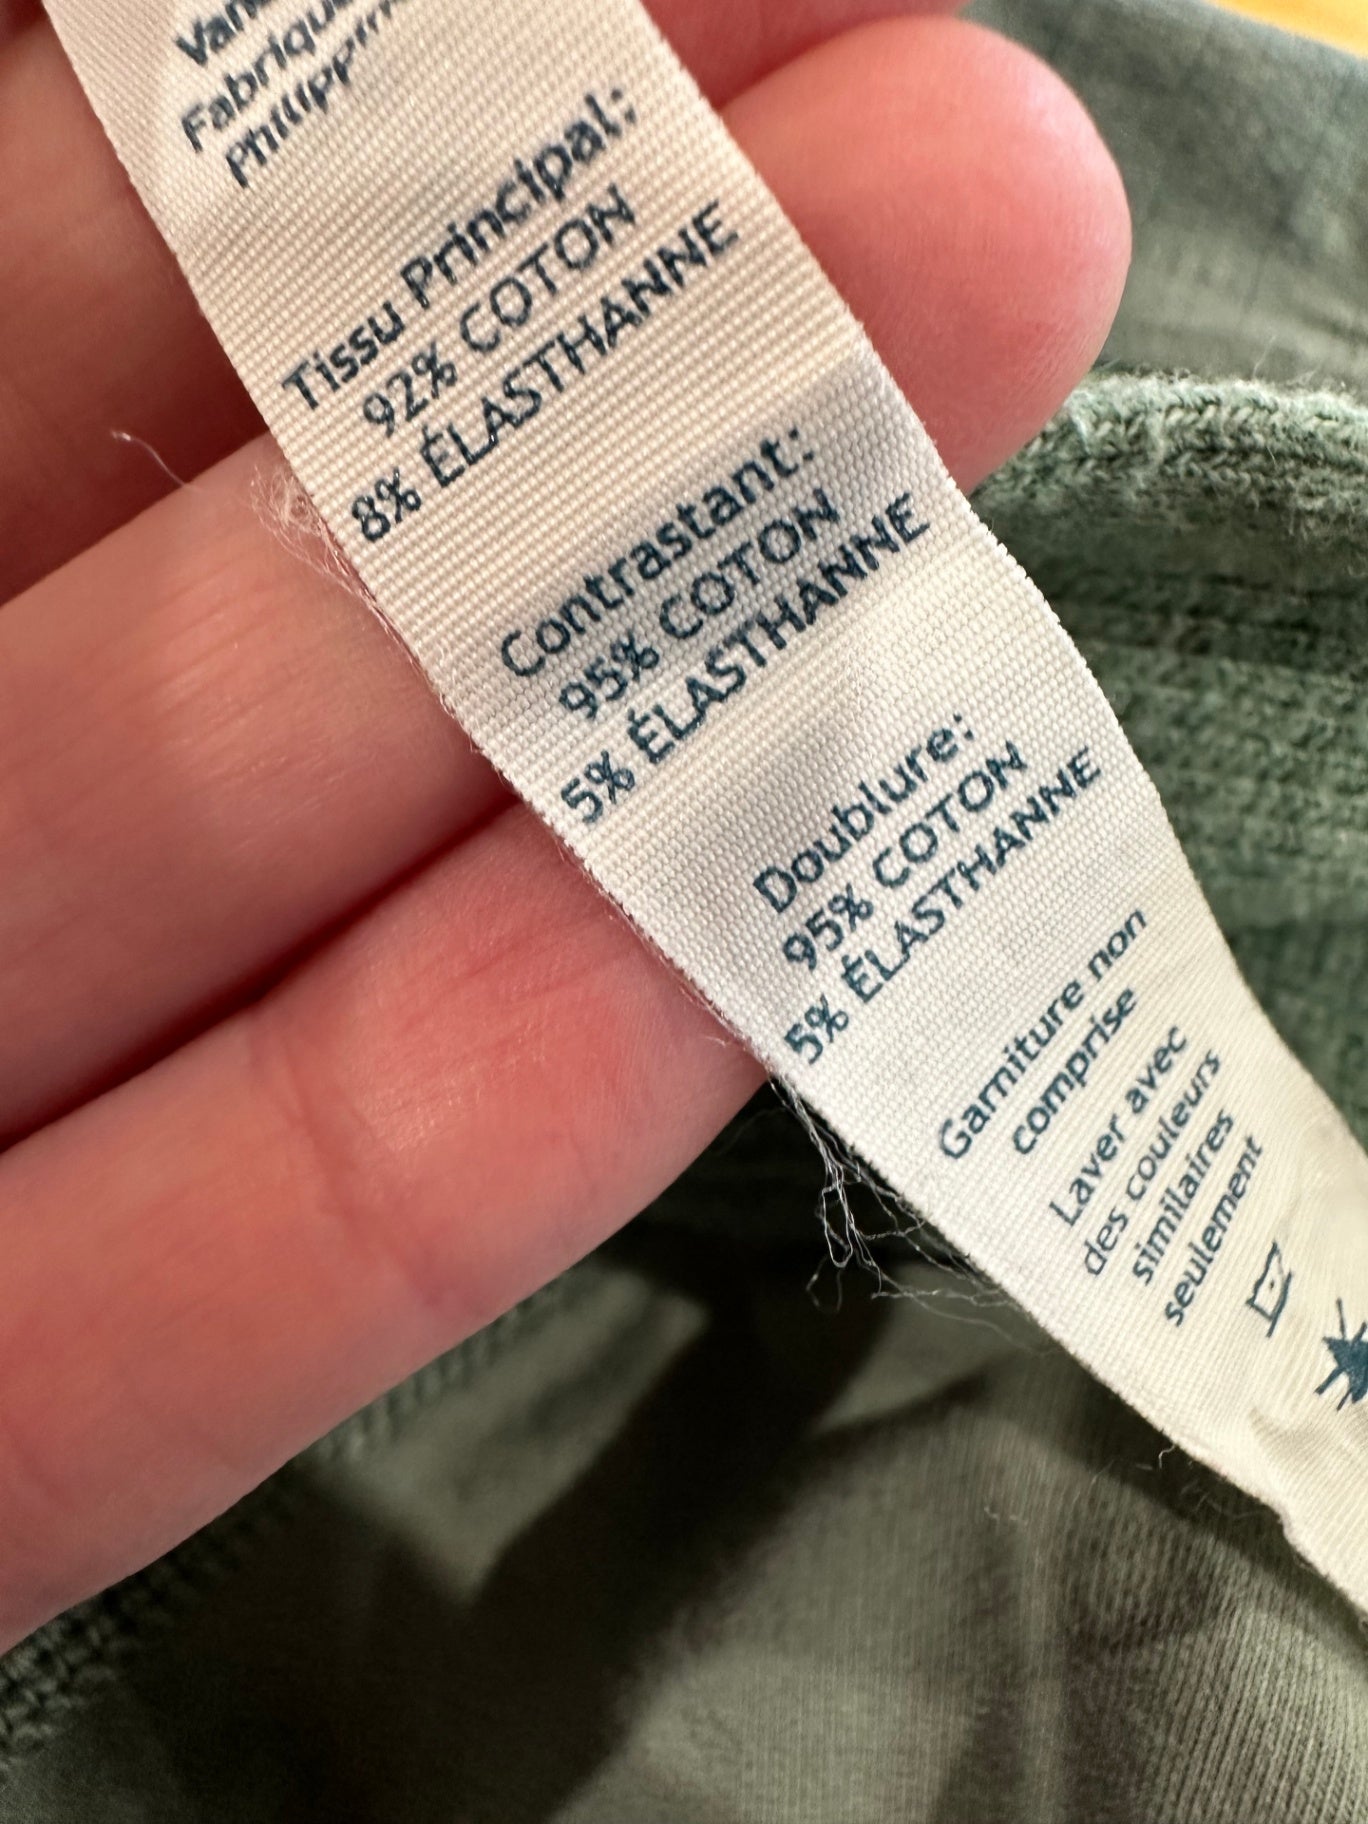 Fabrique
Tissu Principal:
92% COTON
8% ÉLASTHANNE
Contrastant:
95% COTON
5% ÉLASTHANNE
Doublure:
95% COTON
5% ÉLASTHANNE
Garniture non
comprise
Laver avec
des couleurs
similaires
seulement